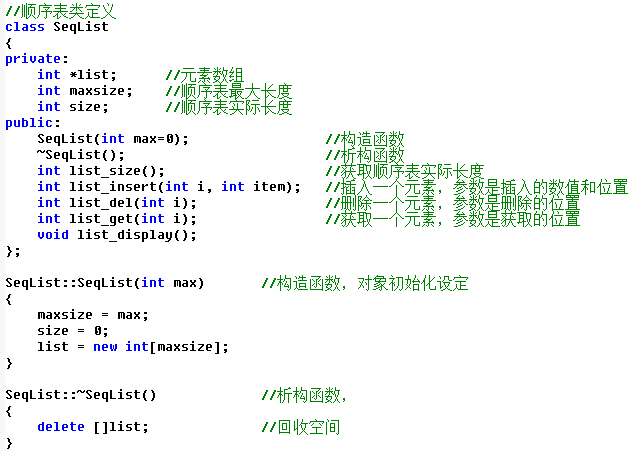 //顺序表类定义
class SeqList
{
private:
    int *list;      //元素数组
    int maxsize;    //顺序表最大长度
    int size;       //顺序表实际长度
public:
    SeqList(int max=0);                 //构造函数
    ~SeqList();                         //析构函数
    int list_size();                    //获取顺序表实际长度
    int list_insert(int i, int item);   //插入一个元素，参数是插入的数值和位置
    int list_del(int i);                //删除一个元素，参数是删除的位置
    int list_get(int i);                //获取一个元素，参数是获取的位置
    void list_display();
};
SeqList::SeqList(int max)       //构造函数，对象初始化设定
{
    maxsize = max;
    size = 0;
    list = new int[maxsize];
}
SeqList::~SeqList()             //析构函数，
{
    delete []list;              //回收空间
}